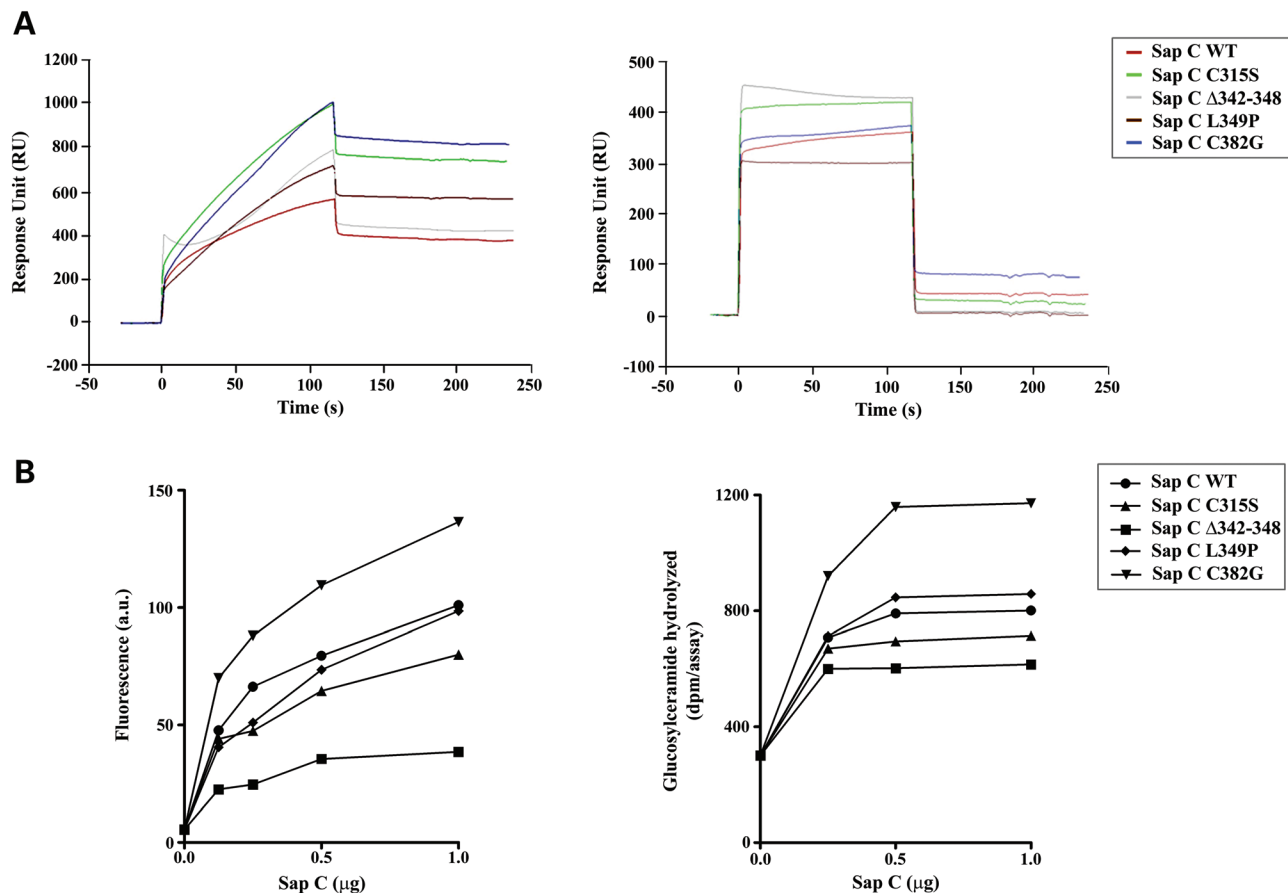 A
Response Unit (RU)
1200
1000
800
600
400
200
0
-200
-50
0
50
100
150
200
250
Time (s)
Response Unit (RU)
500
400
300
200
100
0
-100
-50
0
50
100
150
200
250
Time (s)
Sap C WT
Sap C C315S
Sap C Δ342-348
Sap C L349P
Sap C C382G
B
Fluorescence (a.u.)
150
100
50
0
0.0
0.5
1.0
Sap C (μg)
Glucosylceramide hydrolyzed
(dpm/assay)
1200
800
400
0
0.0
0.5
1.0
Sap C (μg)
Sap C WT
Sap C C315S
Sap C Δ342-348
Sap C L349P
Sap C C382G